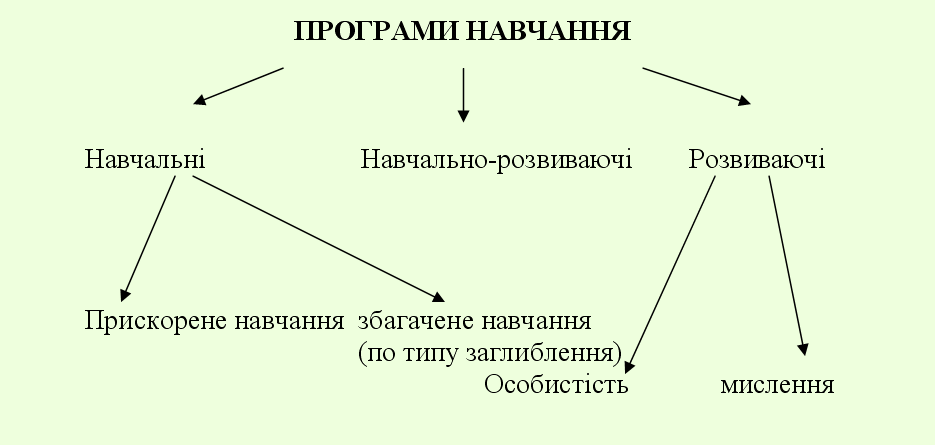 ПРОГРАМИ НАВЧАННЯ
Навчальні Навчально-розвиваючі Розвиваючі
Прискорене навчання збагачене навчання
(по типу заглиблення)
Особистість мислення